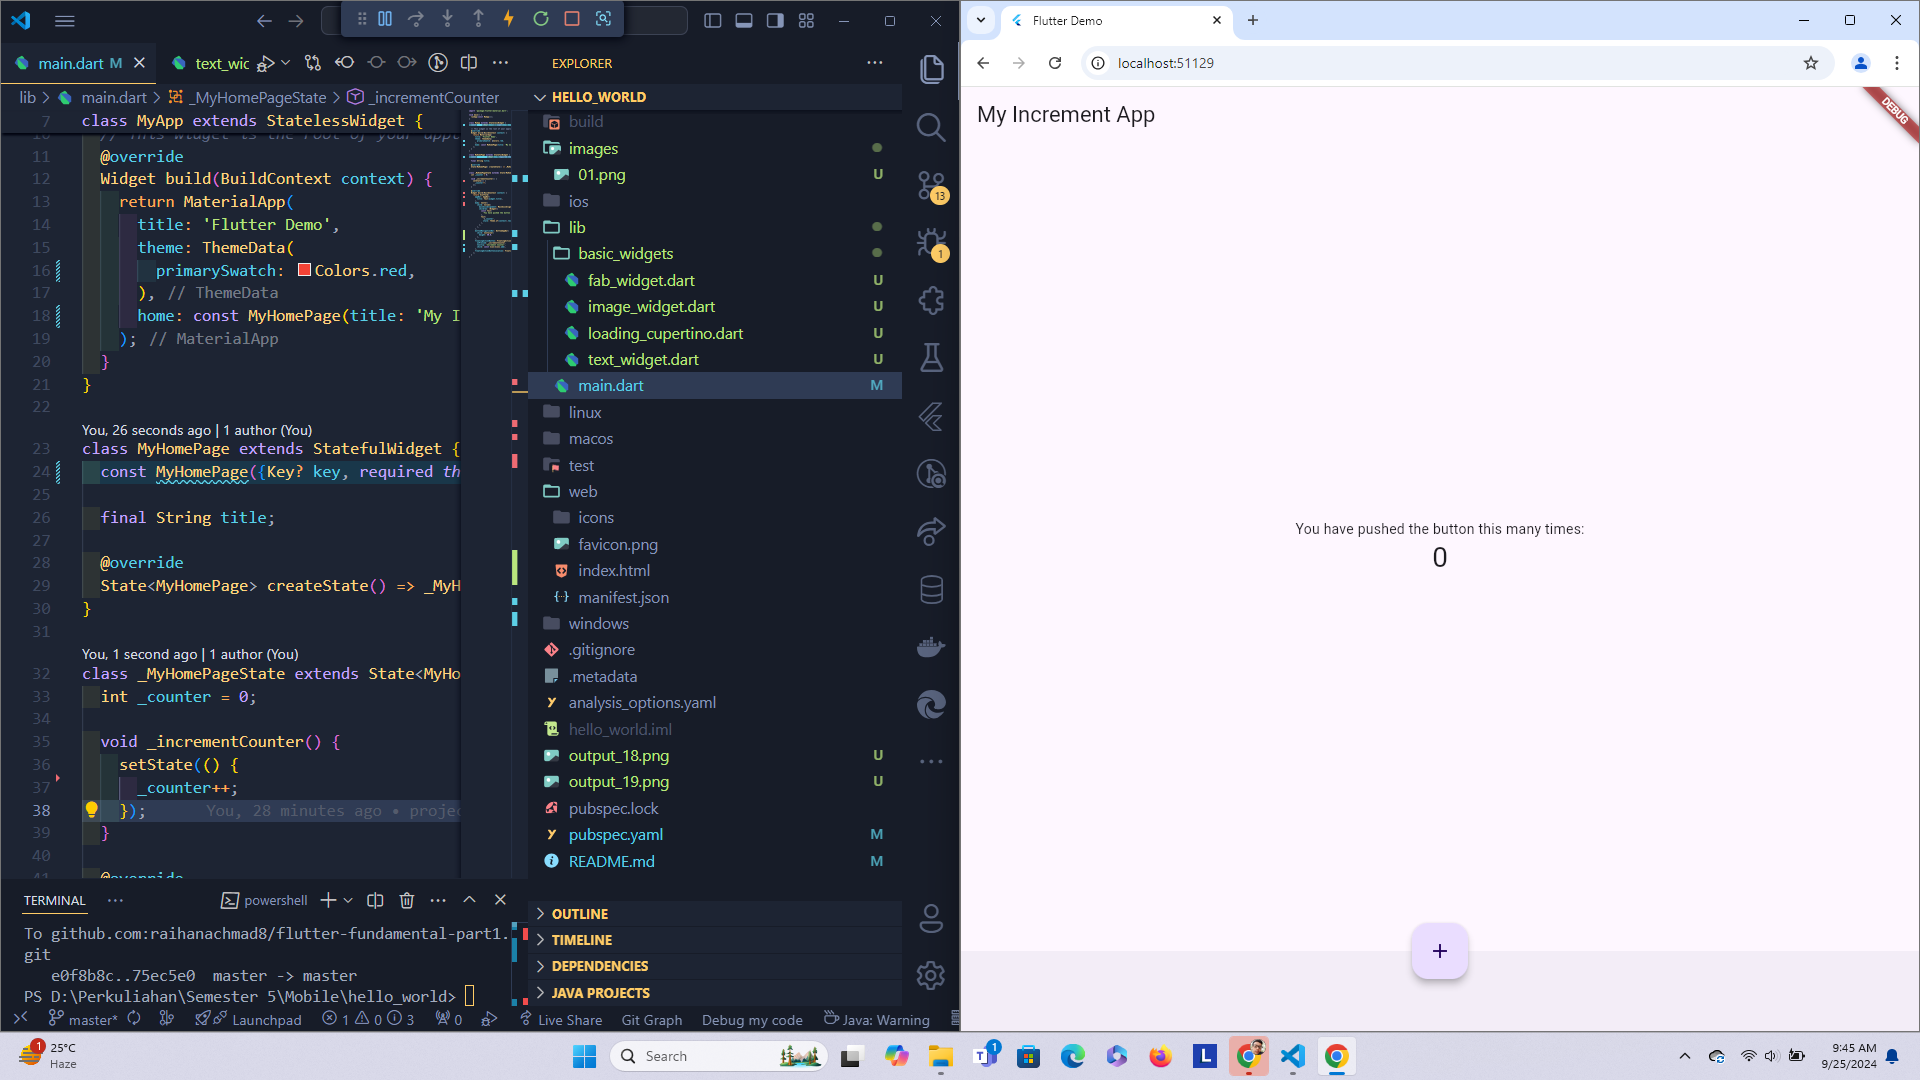 main.dart M
text_wic
lib > main.dart > _MyHomePageState > _incrementCounter
7 class MyApp extends StatelessWidget {
11 @override
12 Widget build(BuildContext context) {
13 return MaterialApp(
14 title: 'Flutter Demo',
15 theme: ThemeData(
16 primarySwatch: Colors.red,
17 ), // ThemeData
18 home: const MyHomePage(title: 'My I
19 ); // MaterialApp
20 }
21 }
22
You, 26 seconds ago | 1 author (You)
23 class MyHomePage extends StatefulWidget {
24 const MyHomePage({Key? key, required th
25
26 final String title;
27
28 @override
29 State<MyHomePage> createState() => _MyH
30 }
31
You, 1 second ago | 1 author (You)
32 class _MyHomePageState extends State<MyHo
33 int _counter = 0;
34
35 void _incrementCounter() {
36 setState(() {
37 _counter++;
38 }); You, 28 minutes ago • projec
39 }
40
41 @override
TERMINAL
powershell
To github.com:raihanachmad8/flutter-fundamental-part1.
git
e0f8b8c..75ec5e0 master -> master
PS D:\Perkuliahan\Semester 5\Mobile\hello_world>
EXPLORER
HELLO_WORLD
build
images
01.png U
ios
lib
basic_widgets
fab_widget.dart U
image_widget.dart U
loading_cupertino.dart U
text_widget.dart U
main.dart M
linux
macos
test
web
icons
favicon.png
index.html
manifest.json
windows
.gitignore
.metadata
analysis_options.yaml
hello_world.iml
output_18.png U
output_19.png U
pubspec.lock
pubspec.yaml M
README.md M
OUTLINE
TIMELINE
DEPENDENCIES
JAVA PROJECTS
13
1
master* Launchpad 1 0 3 0 Live Share Git Graph Debug my code Java: Warning
Flutter Demo
localhost:51129
My Increment App
DEBUG
You have pushed the button this many times:
0
+
1
25°C
Haze
Search
1
L
9:45 AM
9/25/2024